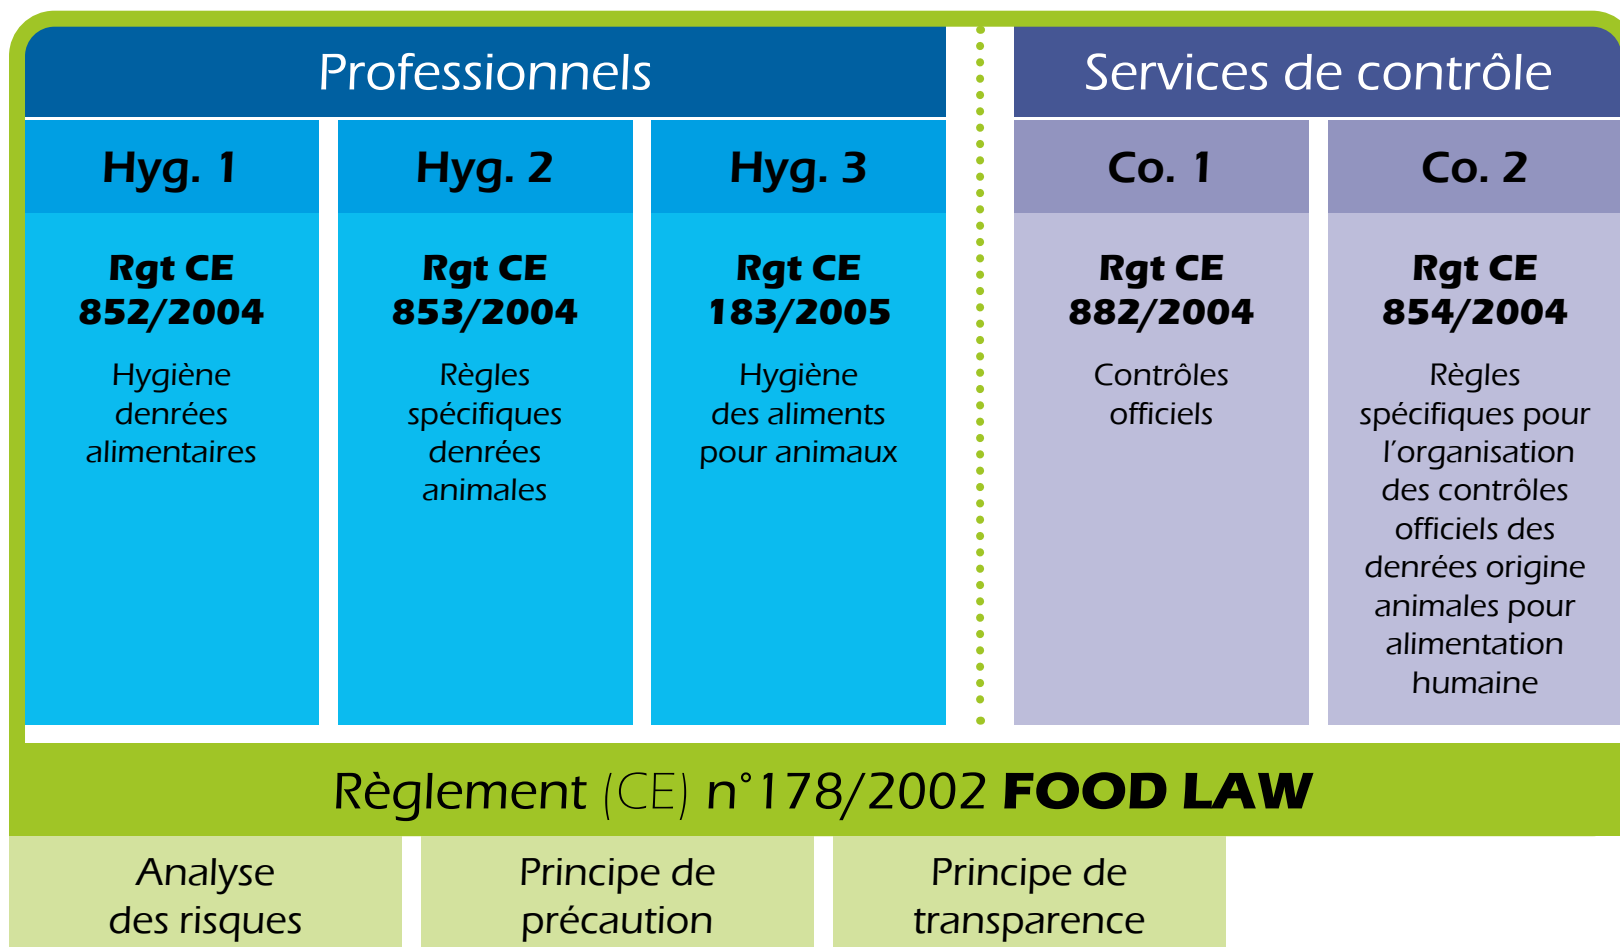 Professionnels
Services de contrôle
Hyg. 1
Hyg. 2
Hyg. 3
Co. 1
Co. 2
Rgt CE
852/2004
Hygiène
denrées
alimentaires
Rgt CE
853/2004
Règles
spécifiques
denrées
animales
Rgt CE
183/2005
Hygiène
des aliments
pour animaux
Rgt CE
882/2004
Contrôles
officiels
Rgt CE
854/2004
Règles
spécifiques pour
l'organisation
des contrôles
officiels des
denrées origine
animales pour
alimentation
humaine
Règlement (CE) n°178/2002 FOOD LAW
Analyse
des risques
Principe de
précaution
Principe de
transparence